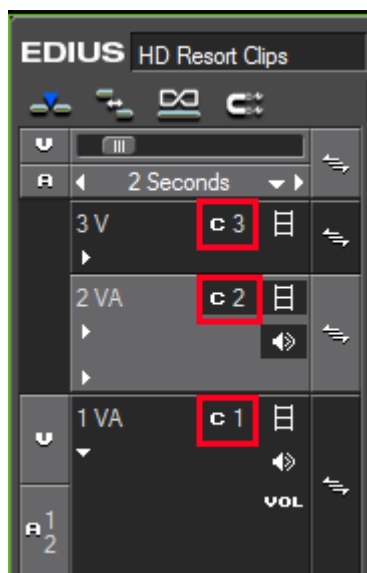 EDIUS HD Resort Clips
V
A 2 Seconds
3 V C 3
2 VA C 2
1 VA C 1
V
VOL
A 1
2